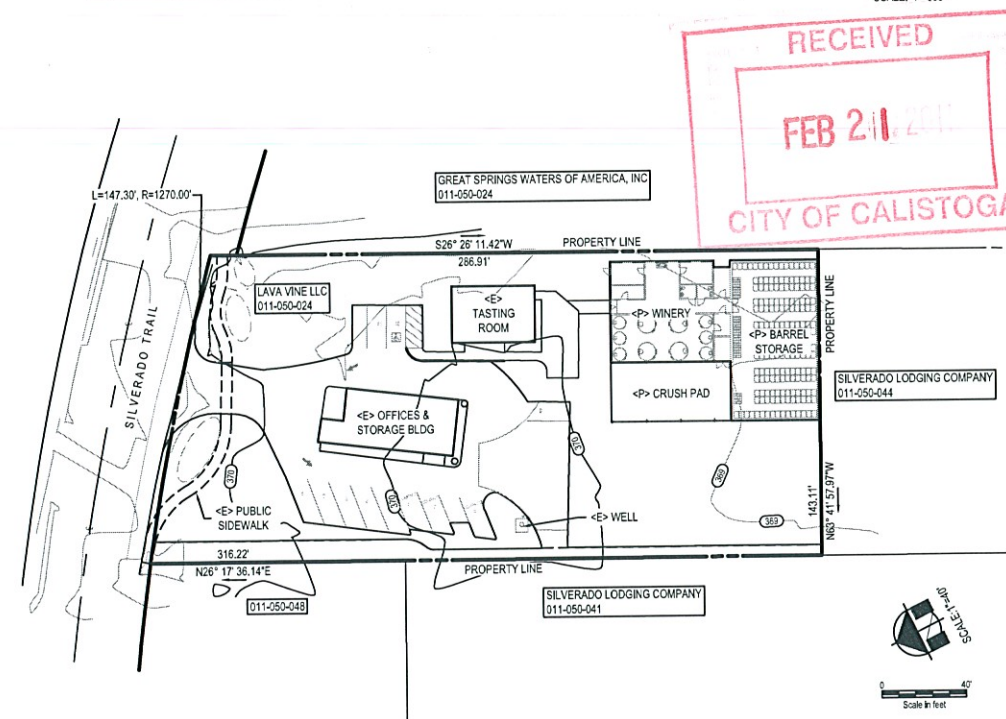 RECEIVED
FEB 2
CITY OF CALISTOGA
L=147.30', R=1270.00'
GREAT SPRINGS WATERS OF AMERICA, INC
011-050-024
S26° 26' 11.42"W
PROPERTY LINE
286.91'
LAVA VINE LLC
011-050-024
<E>
TASTING
ROOM
<P> WINERY
<P> BARREL
STORAGE
PROPERTY LINE
SILVERADO TRAIL
SILVERADO LODGING COMPANY
011-050-044
<P> CRUSH PAD
<E> OFFICES &
STORAGE BLDG
370
370
370
369
369
143.11'
N63° 41' 57.97"W
<E> PUBLIC
SIDEWALK
<E> WELL
316.22'
N26° 17' 36.14"E
PROPERTY LINE
011-050-048
SILVERADO LODGING COMPANY
011-050-041
SCALE:1"=40'
0 40'
Scale in feet